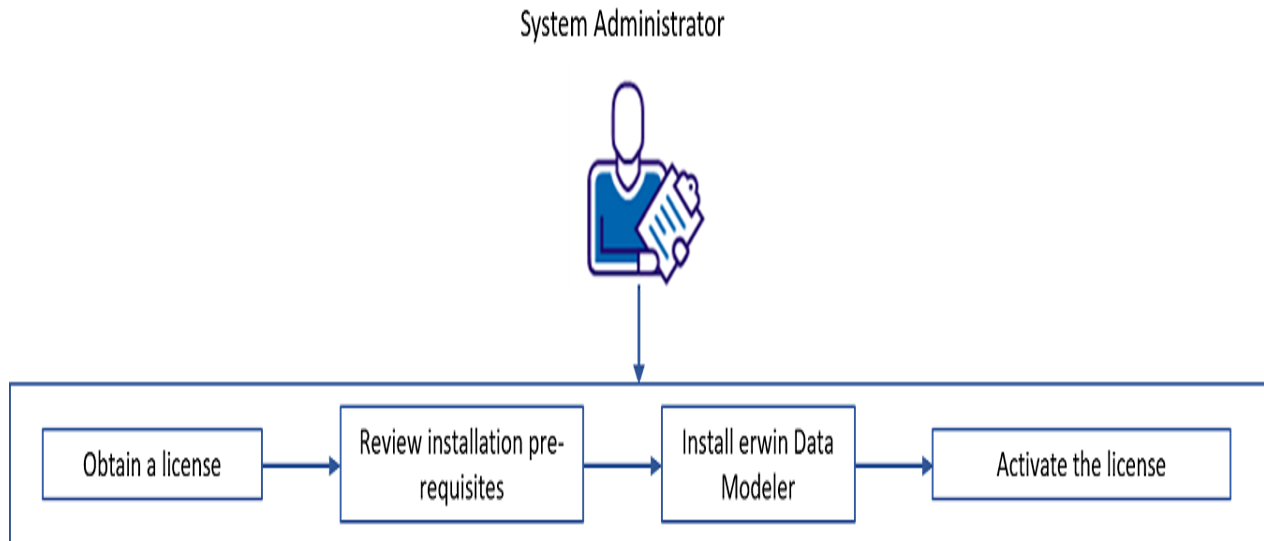 System Administrator
Obtain a license
Review installation pre-
requisites
Install erwin Data
Modeler
Activate the license